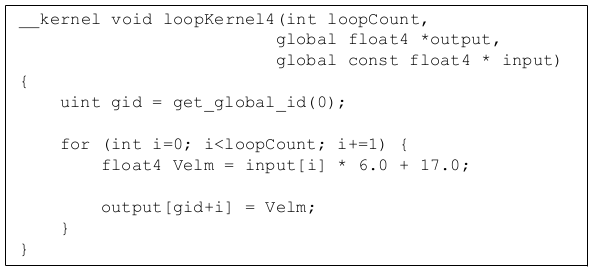 __kernel void loopKernel4(int loopCount,
                          global float4 *output,
                          global const float4 * input)
{
    uint gid = get_global_id(0);

    for (int i=0; i<loopCount; i+=1) {
        float4 Velm = input[i] * 6.0 + 17.0;

        output[gid+i] = Velm;
    }
}